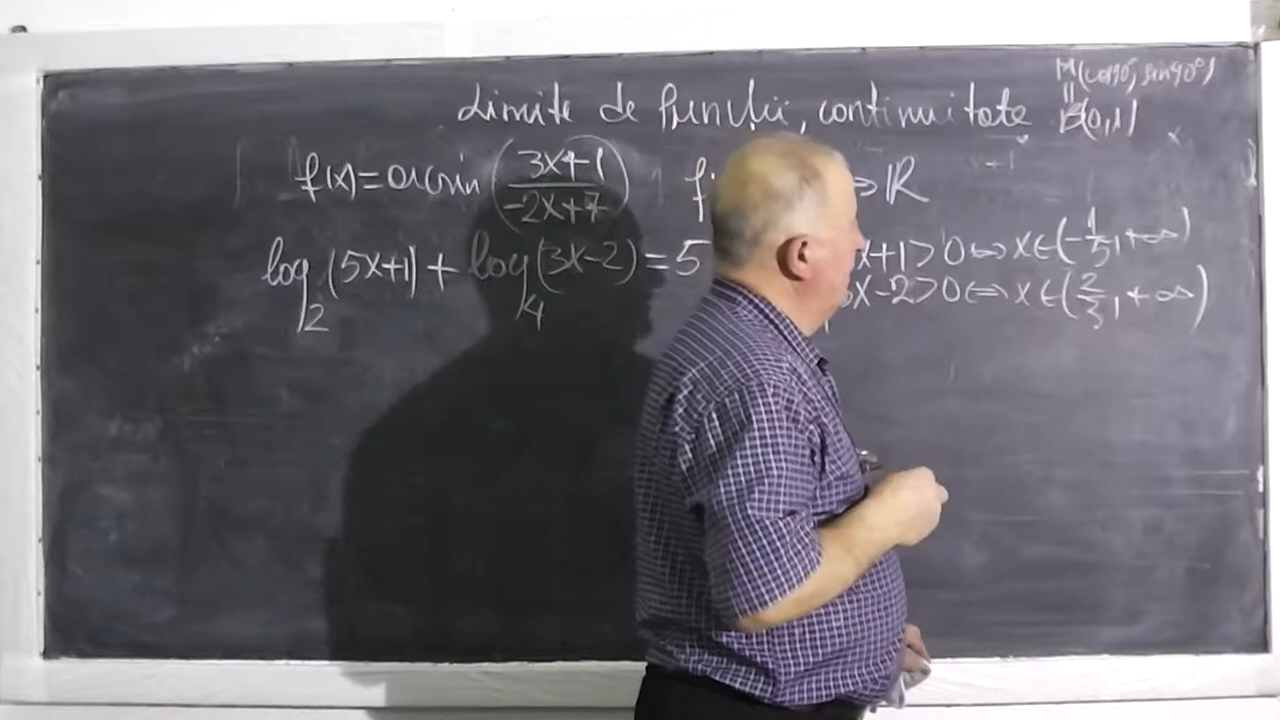 M(cos90°, sin90°)
Limite de funcții, continuitate B(0,1)
f(x)=arcsin(3x+1/-2x+7) f: → R
log₂(5x+1)+log₄(3x-2)=5 x+1>0⇔x∈(-1/5,+∞)
3x-2>0⇔x∈(2/3,+∞)